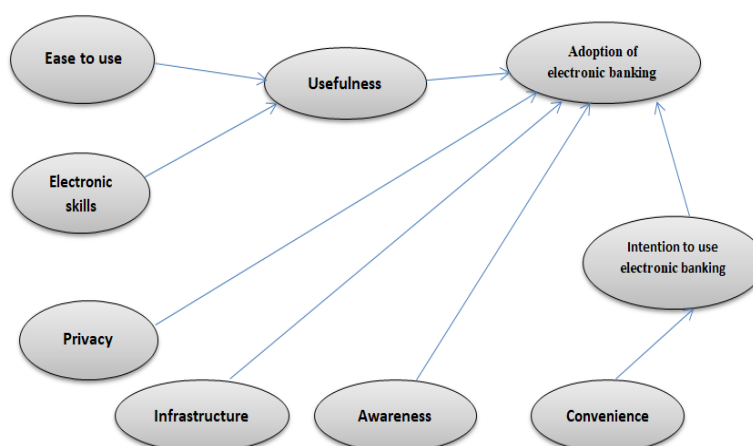 Ease to use
Usefulness
Adoption of
electronic banking
Electronic
skills
Intention to use
electronic banking
Privacy
Infrastructure
Awareness
Convenience